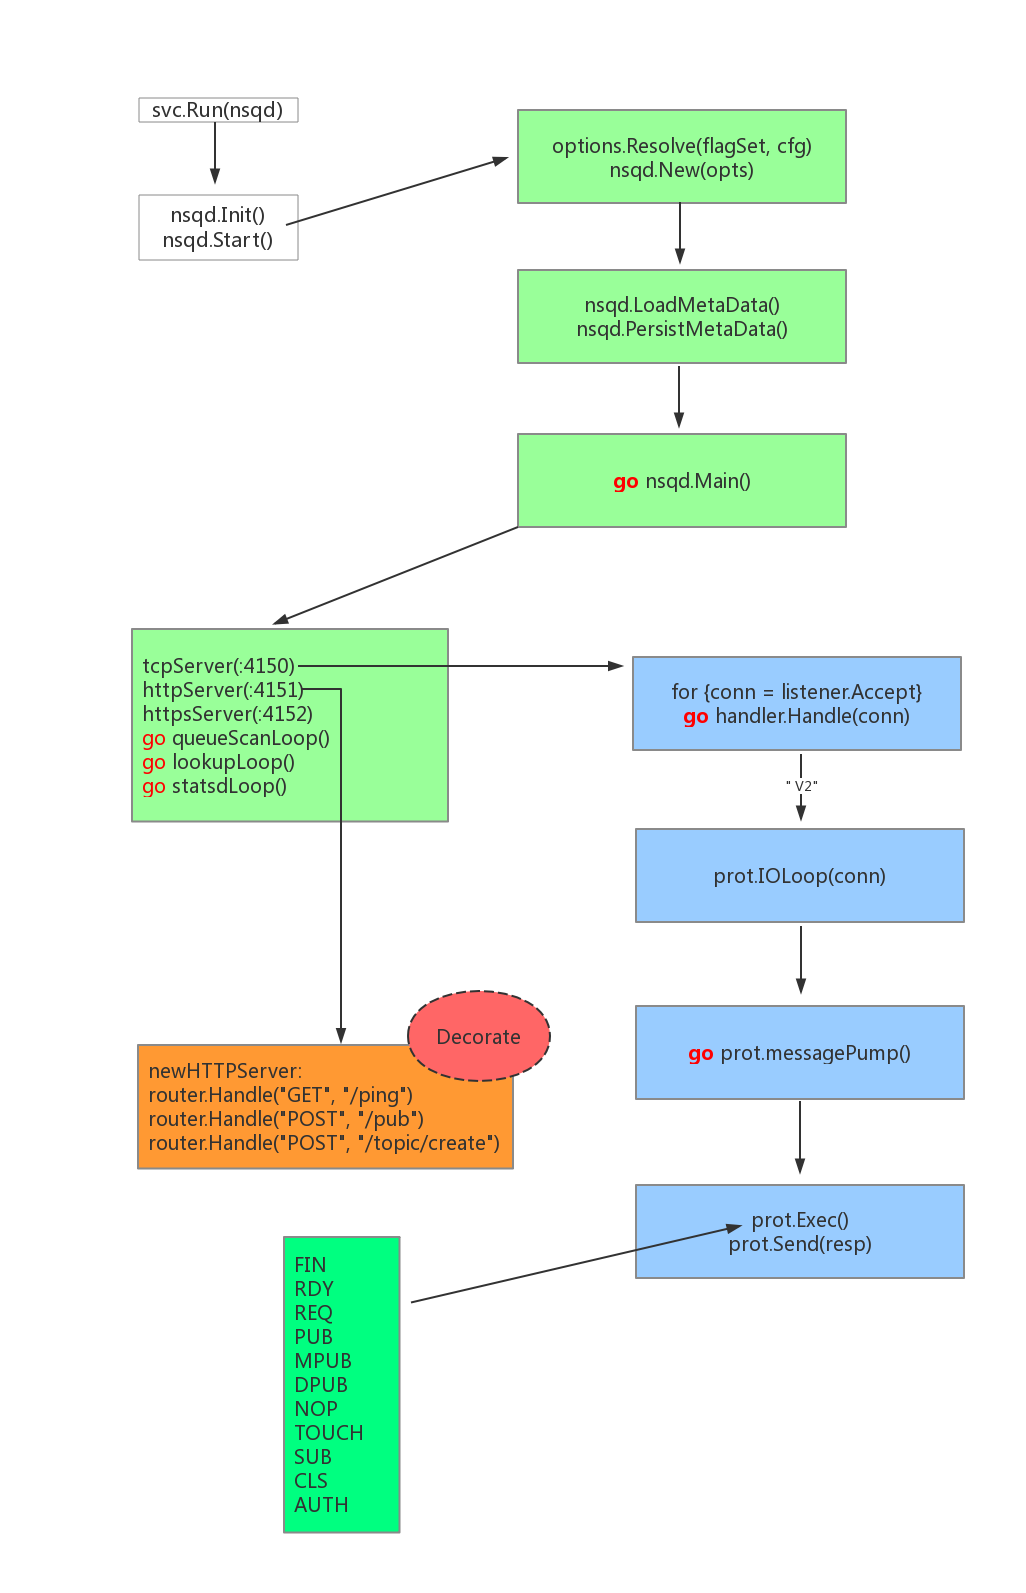 svc.Run(nsqd)
nsqd.Init()
nsqd.Start()
options.Resolve(flagSet, cfg)
nsqd.New(opts)
nsqd.LoadMetaData()
nsqd.PersistMetaData()
go nsqd.Main()
tcpServer(:4150)
httpServer(:4151)
httpsServer(:4152)
go queueScanLoop()
go lookupLoop()
go statsdLoop()
for {conn = listener.Accept}
go handler.Handle(conn)
" V2"
prot.IOLoop(conn)
go prot.messagePump()
prot.Exec()
prot.Send(resp)
Decorate
newHTTPServer:
router.Handle("GET", "/ping")
router.Handle("POST", "/pub")
router.Handle("POST", "/topic/create")
FIN
RDY
REQ
PUB
MPUB
DPUB
NOP
TOUCH
SUB
CLS
AUTH